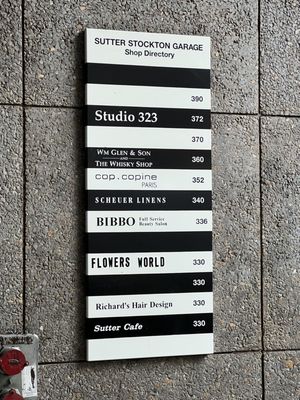 SUTTER STOCKTON GARAGE
Shop Directory
390
Studio 323 372
370
WM GLEN & SON
AND
THE WHISKY SHOP 360
cop.copine
PARIS 352
SCHEUER LINENS 340
BIBBO Full Service
Beauty Salon 336
FLOWERS WORLD 330
330
Richard's Hair Design 330
Sutter Cafe 330